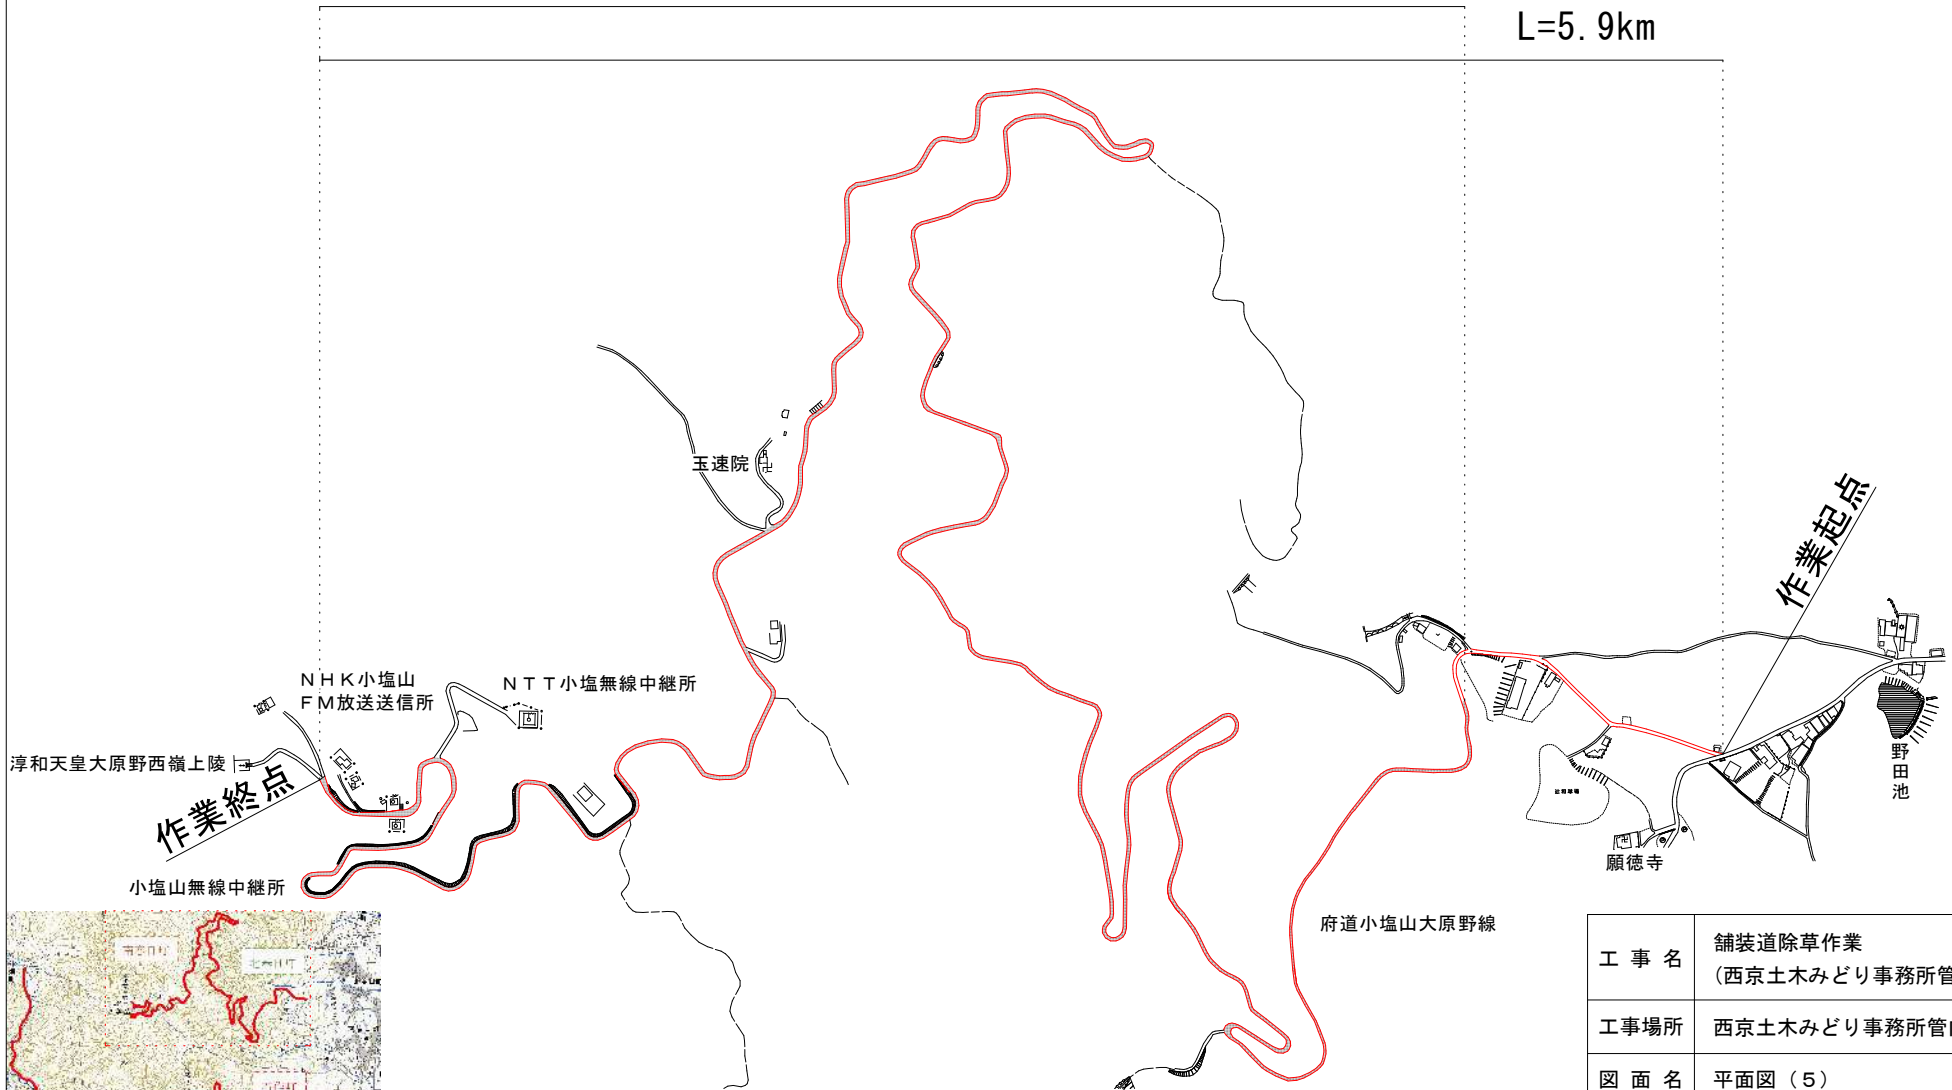 L=5.9km
作業起点
玉速院
NHK小塩山
FM放送送信所
NTT小塩無線中継所
淳和天皇大原野西嶺上陵
作業終点
小塩山無線中継所
野田池
願徳寺
府道小塩山大原野線
工事名 舗装道除草作業
(西京土木みどり事務所管
工事場所 西京土木みどり事務所管内
図面名 平面図(5)